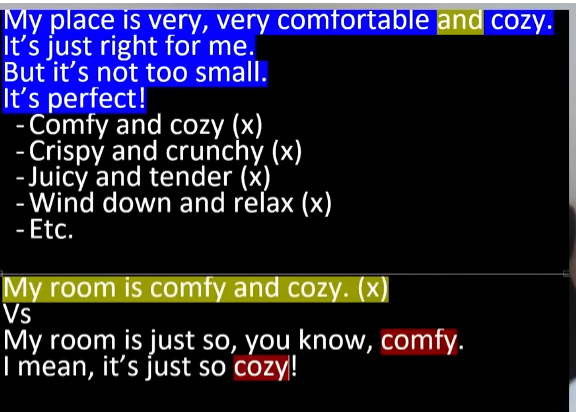 My place is very, very comfortable and cozy.
It's just right for me.
But it's not too small.
It's perfect!
- Comfy and cozy (x)
- Crispy and crunchy (x)
- Juicy and tender (x)
- Wind down and relax (x)
- Etc.
My room is comfy and cozy. (x)
Vs
My room is just so, you know, comfy.
I mean, it's just so cozy!